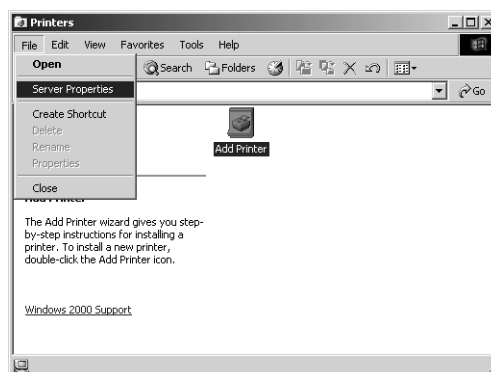 Printers
File Edit View Favorites Tools Help
Open
Search Folders
Server Properties
Go
Create Shortcut
Delete
Rename
Properties
Close
Add Printer
Add Printer
The Add Printer wizard gives you step-
by-step instructions for installing a
printer. To install a new printer,
double-click the Add Printer icon.
Windows 2000 Support